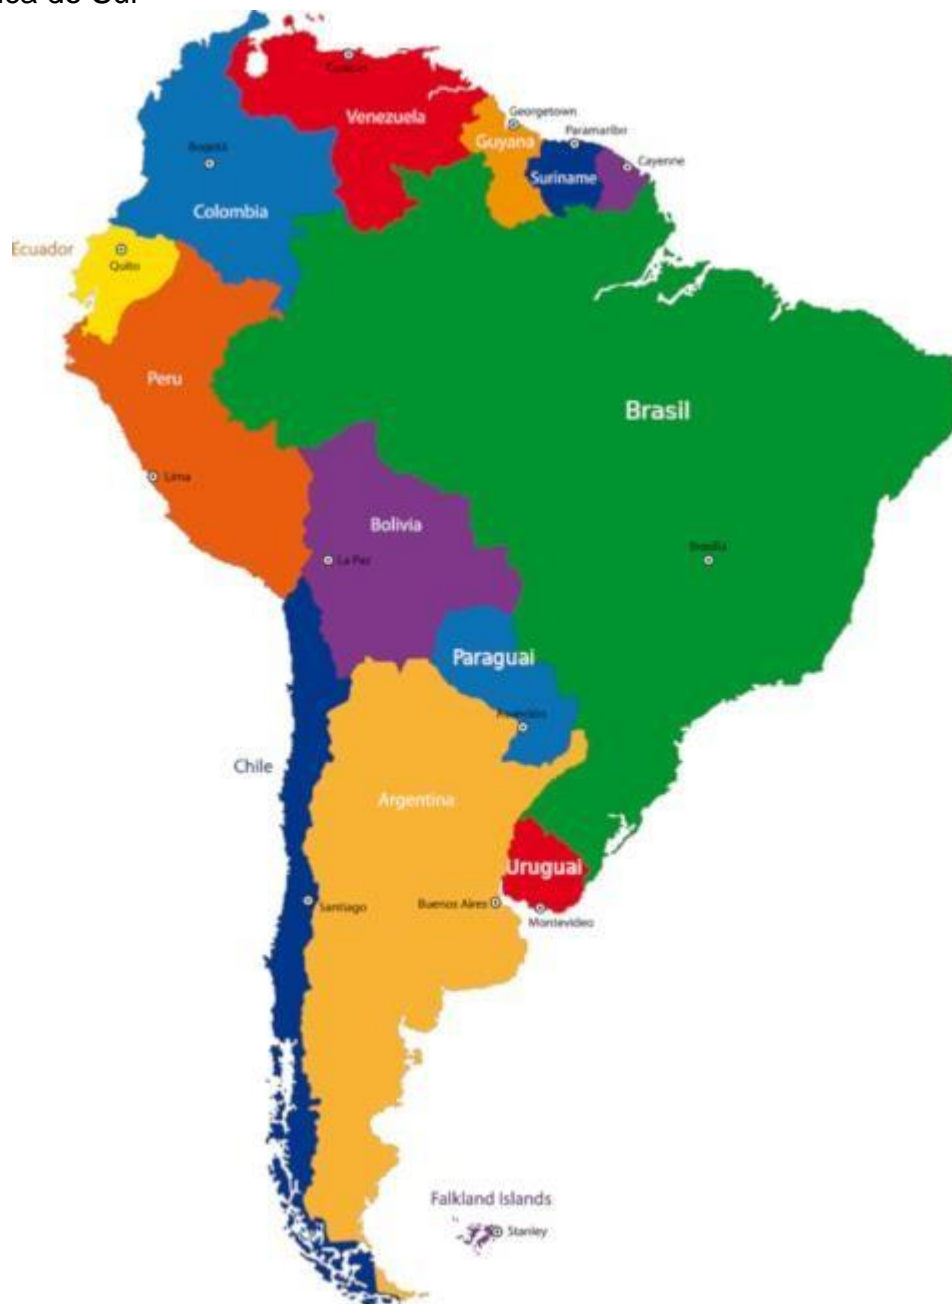 ica do Sul
Caracas
Venezuela
Georgetown
Guyana
Paramaribo
Suriname
Cayenne
Bogotá
Colombia
Ecuador
Quito
Peru
Brasil
Lima
Bolivia
La Paz
Brasília
Paraguai
Asunción
Chile
Argentina
Uruguai
Santiago
Buenos Aires
Montevideo
Falkland Islands
Stanley